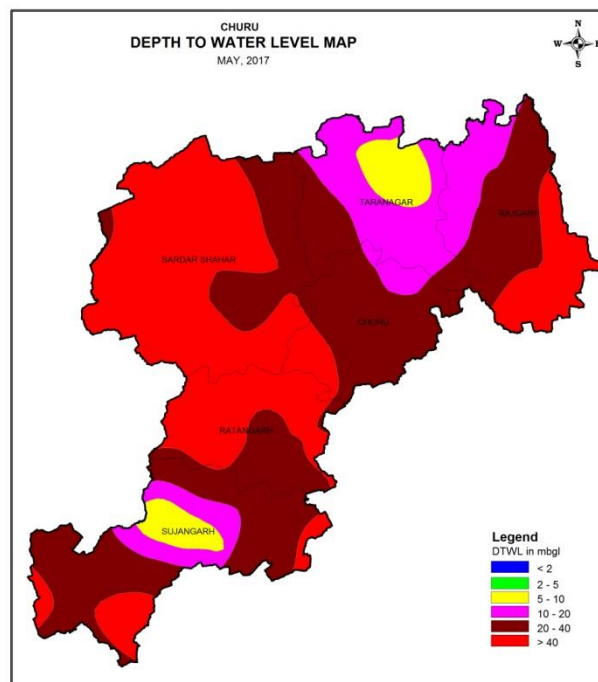 CHURU
DEPTH TO WATER LEVEL MAP
MAY, 2017
N
W E
S
TARANAGAR
RAJGARH
SARDAR SHAHAR
CHURU
RATANGARH
SUJANGARH
Legend
DTWL in mbgl
< 2
2 - 5
5 - 10
10 - 20
20 - 40
> 40